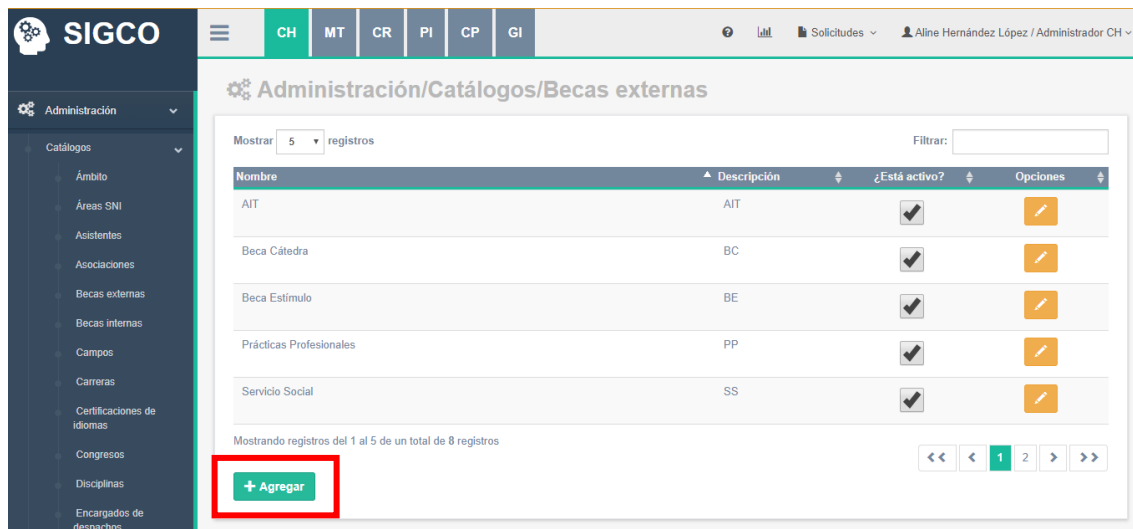 SIGCO
CH MT CR PI CP GI
Solicitudes
Aline Hernández López / Administrador CH
Administración
Catálogos
Ámbito
Áreas SNI
Asistentes
Asociaciones
Becas externas
Becas internas
Campos
Carreras
Certificaciones de
idiomas
Congresos
Disciplinas
Encargados de
despachos
Administración/Catálogos/Becas externas
Mostrar 5 registros
Filtrar:
Nombre Descripción ¿Está activo? Opciones
AIT AIT
Beca Cátedra BC
Beca Estímulo BE
Prácticas Profesionales PP
Servicio Social SS
Mostrando registros del 1 al 5 de un total de 8 registros
<< < 1 2 > >>
+ Agregar